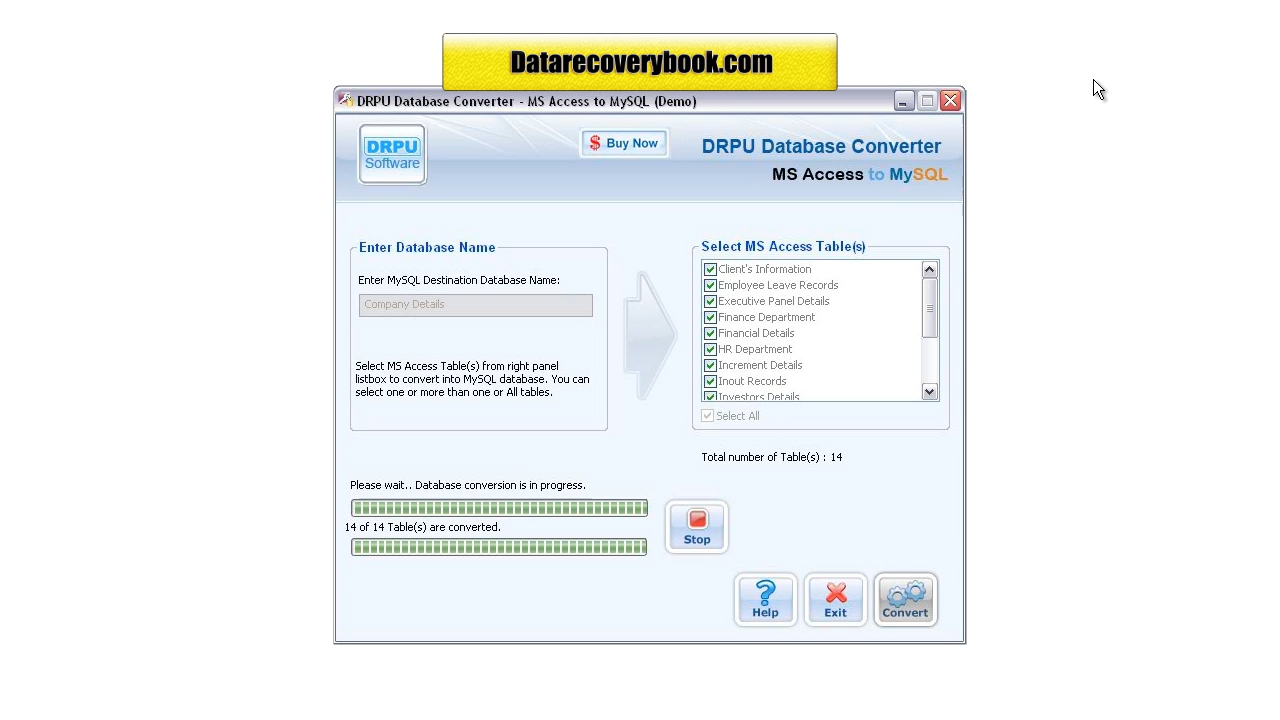 Datarecoverybook.com
DRPU Database Converter - MS Access to MySQL (Demo)
DRPU
Software
$ Buy Now
DRPU Database Converter
MS Access to MySQL
Enter Database Name
Enter MySQL Destination Database Name:
Company Details
Select MS Access Table(s) from right panel
listbox to convert into MySQL database. You can
select one or more than one or All tables.
Select MS Access Table(s)
Client's Information
Employee Leave Records
Executive Panel Details
Finance Department
Financial Details
HR Department
Increment Details
Inout Records
Investors Details
Select All
Total number of Table(s) : 14
Please wait.. Database conversion is in progress.
14 of 14 Table(s) are converted.
Stop
Help
Exit
Convert